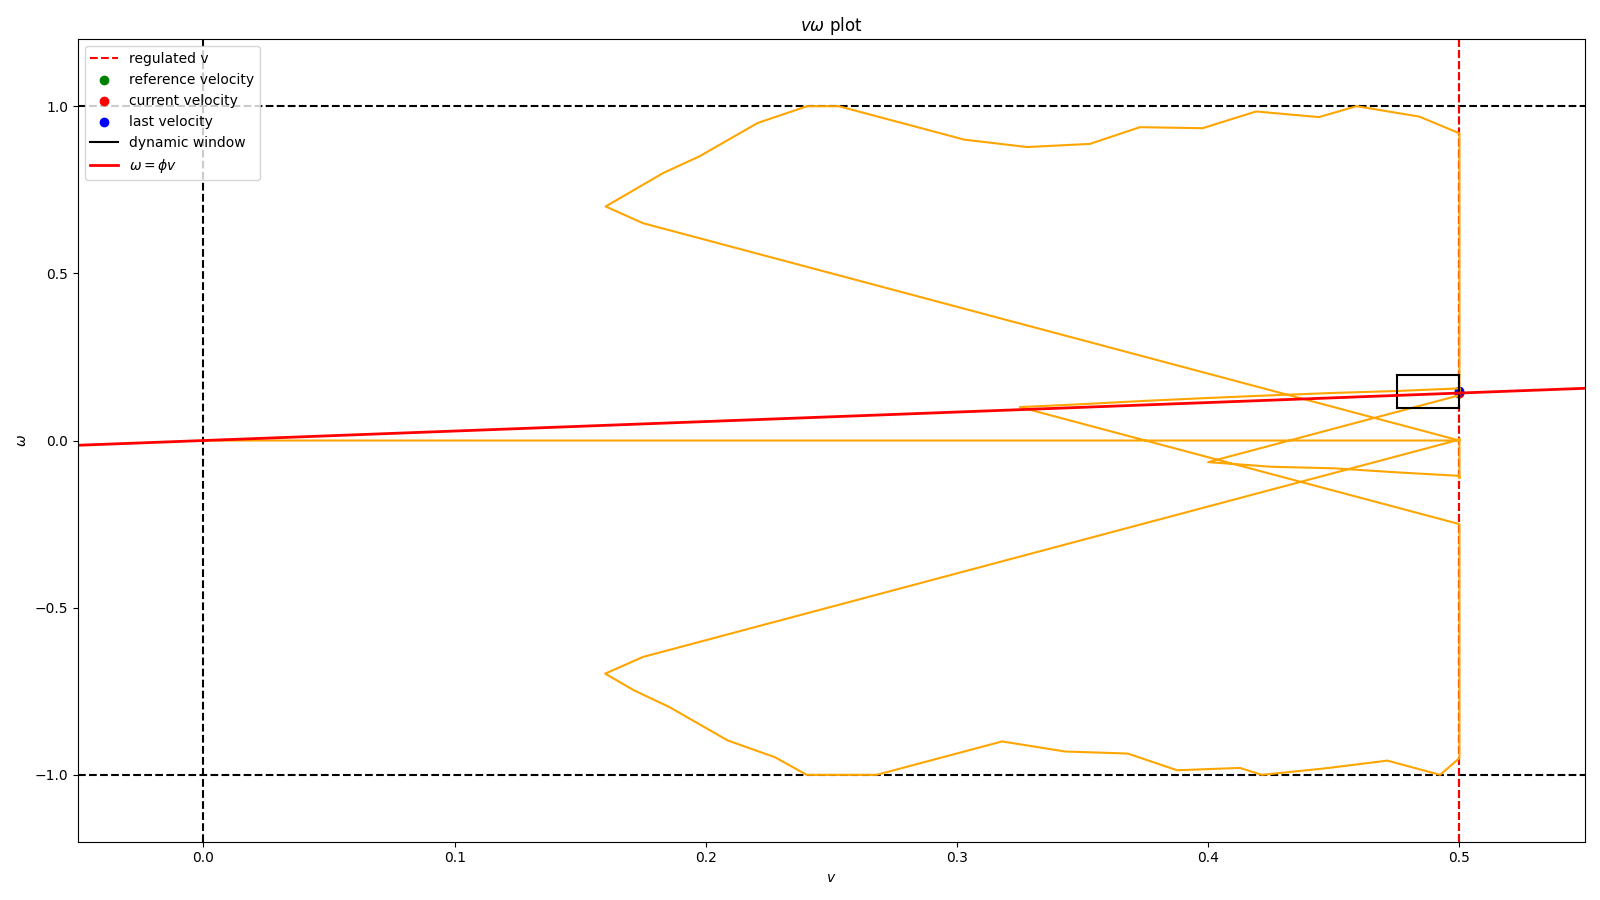 vω plot
regulated v
reference velocity
current velocity
last velocity
dynamic window
ω = ϕv
1.0
0.5
0.0
−0.5
−1.0
ω
0.0 0.1 0.2 0.3 0.4 0.5
v